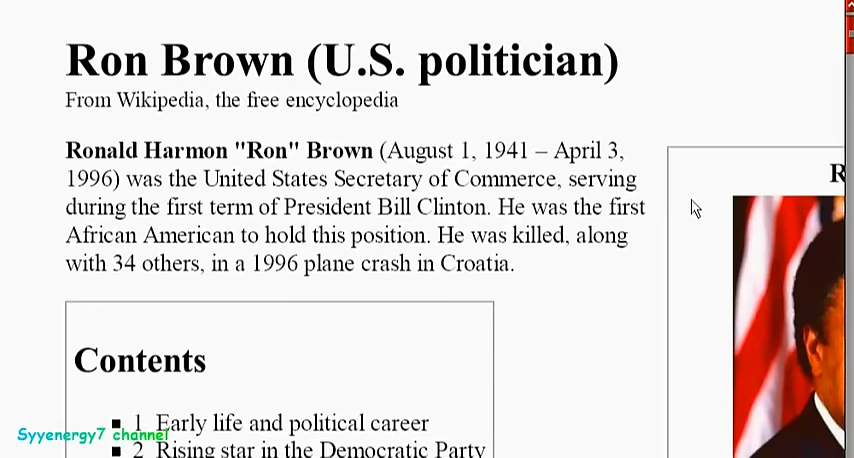 Ron Brown (U.S. politician)
From Wikipedia, the free encyclopedia
Ronald Harmon "Ron" Brown (August 1, 1941 – April 3,
1996) was the United States Secretary of Commerce, serving
during the first term of President Bill Clinton. He was the first
African American to hold this position. He was killed, along
with 34 others, in a 1996 plane crash in Croatia.
R
Contents
1 Early life and political career
2 Rising star in the Democratic Party
Syyenergy7 channel